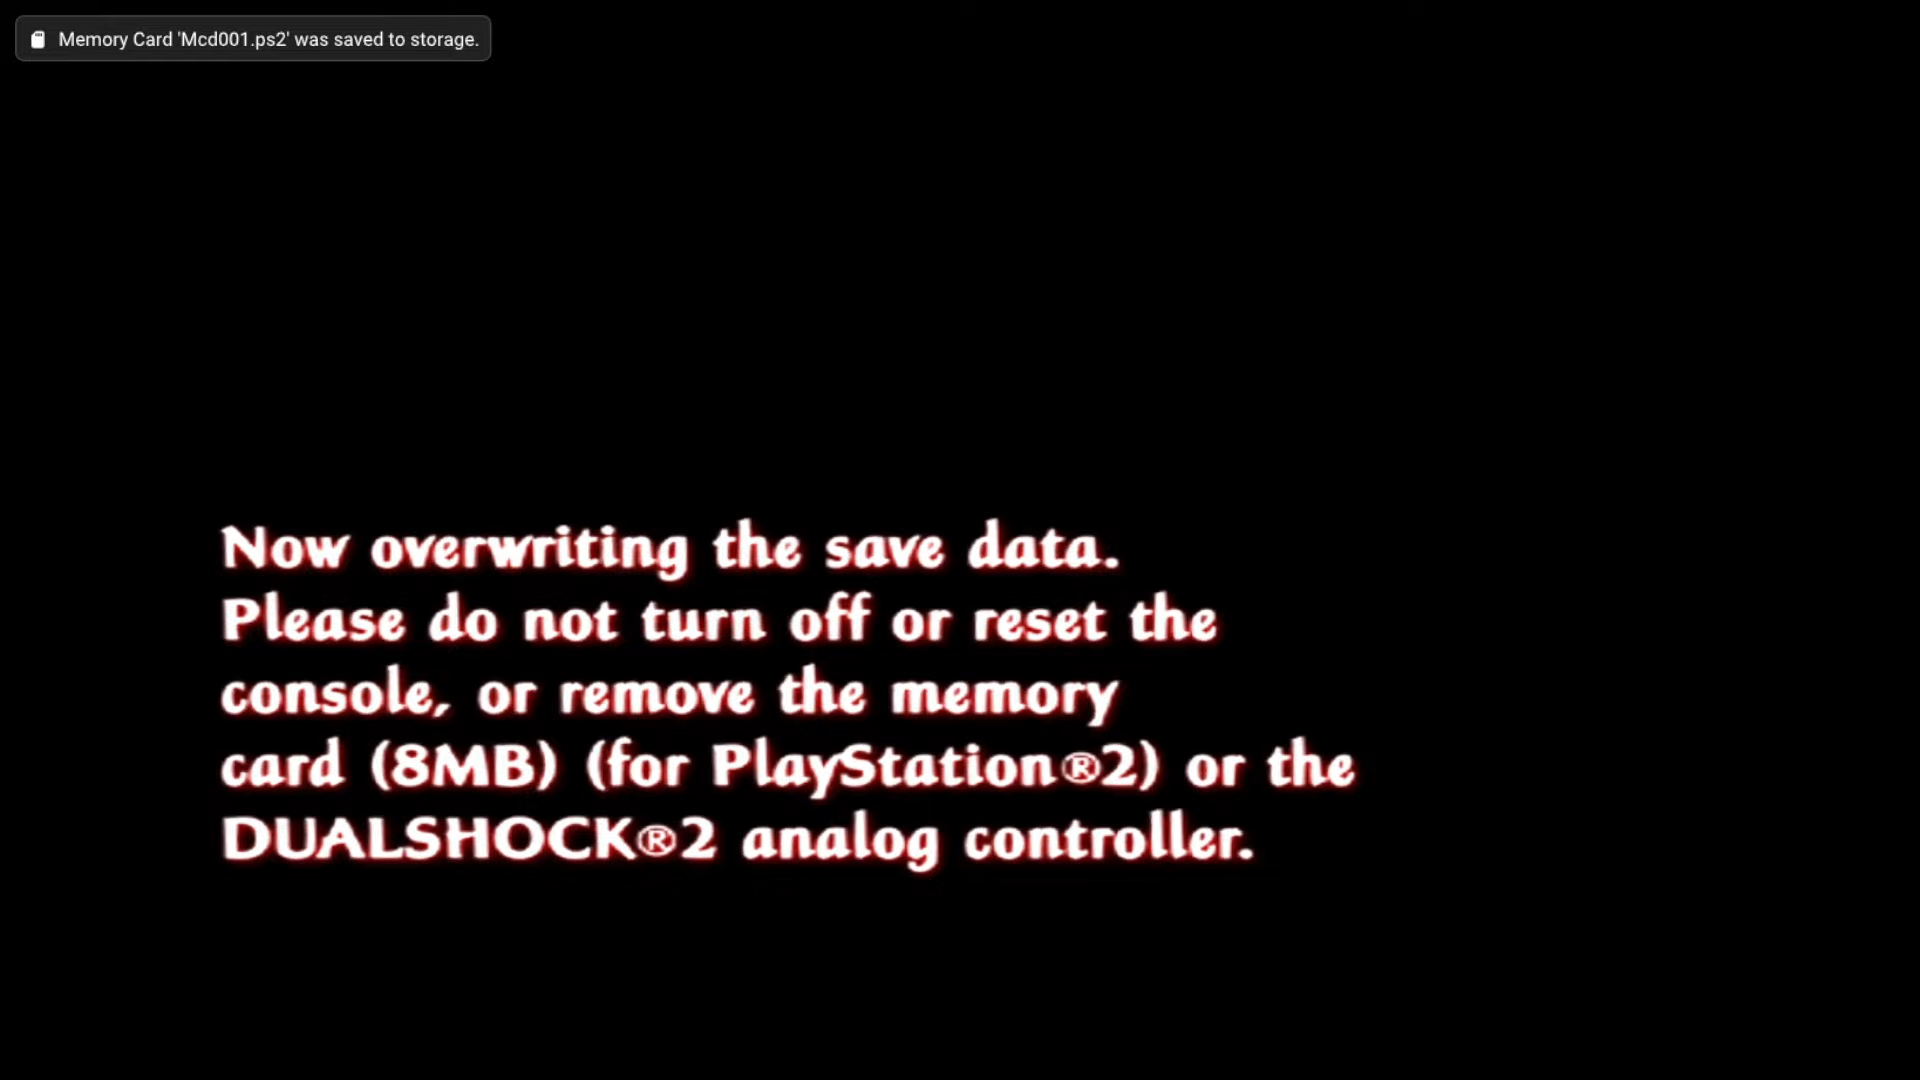 Memory Card 'Mcd001.ps2' was saved to storage.
Now overwriting the save data.
Please do not turn off or reset the
console, or remove the memory
card (8MB) (for PlayStation®2) or the
DUALSHOCK®2 analog controller.